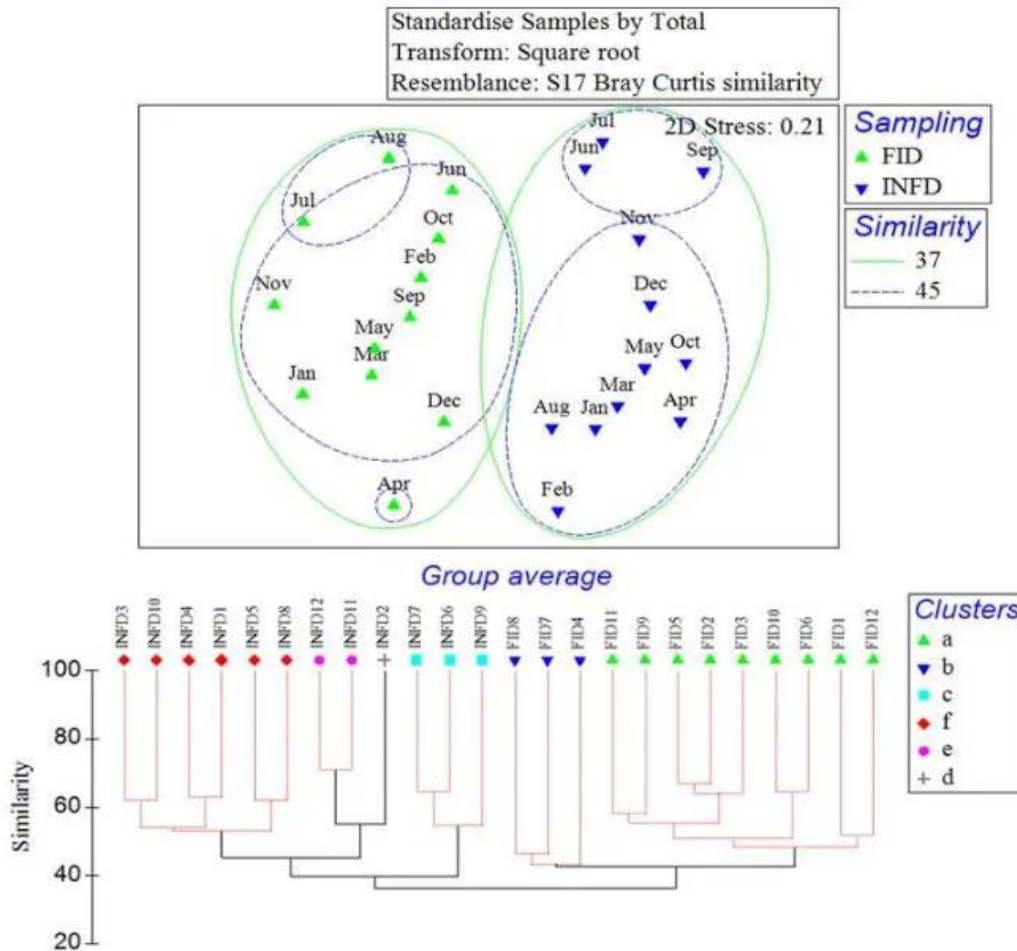 Standardise Samples by Total
Transform: Square root
Resemblance: S17 Bray Curtis similarity
2D Stress: 0.21
Sampling
FID
INFD
Similarity
37
45
Aug
Jun
Jul
Oct
Feb
Nov
Sep
May
Mar
Jan
Dec
Apr
Jul
Jun
Sep
Nov
Dec
May
Oct
Mar
Aug
Jan
Apr
Feb
Group average
INFD3
INFD10
INFD4
INFD1
INFD5
INFD8
INFD12
INFD11
INFD2
INFD7
INFD6
INFD9
FID8
FID7
FID4
FID11
FID9
FID5
FID2
FID3
FID10
FID6
FID1
FID12
Clusters
a
b
c
f
e
d
Similarity
100
80
60
40
20